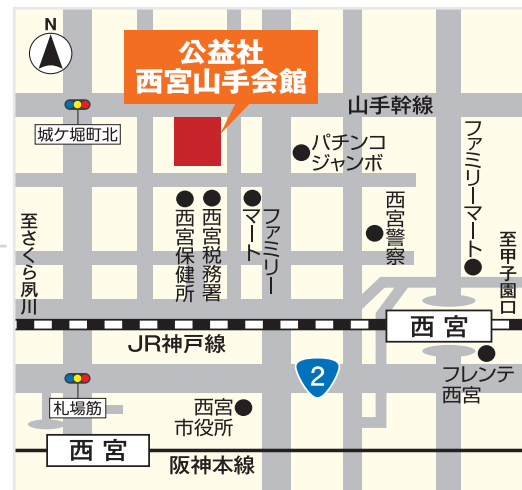 N
公益社
西宮山手会館
山手幹線
城ケ堀町北
パチンコ
ジャンボ
ファミリーマート
西宮保健所
西宮税務署
ファミリー
マート
西宮警察
至さくら夙川
至甲子園口
西宮
JR神戸線
2
フレンテ
西宮
札場筋
西宮
市役所
西宮
阪神本線